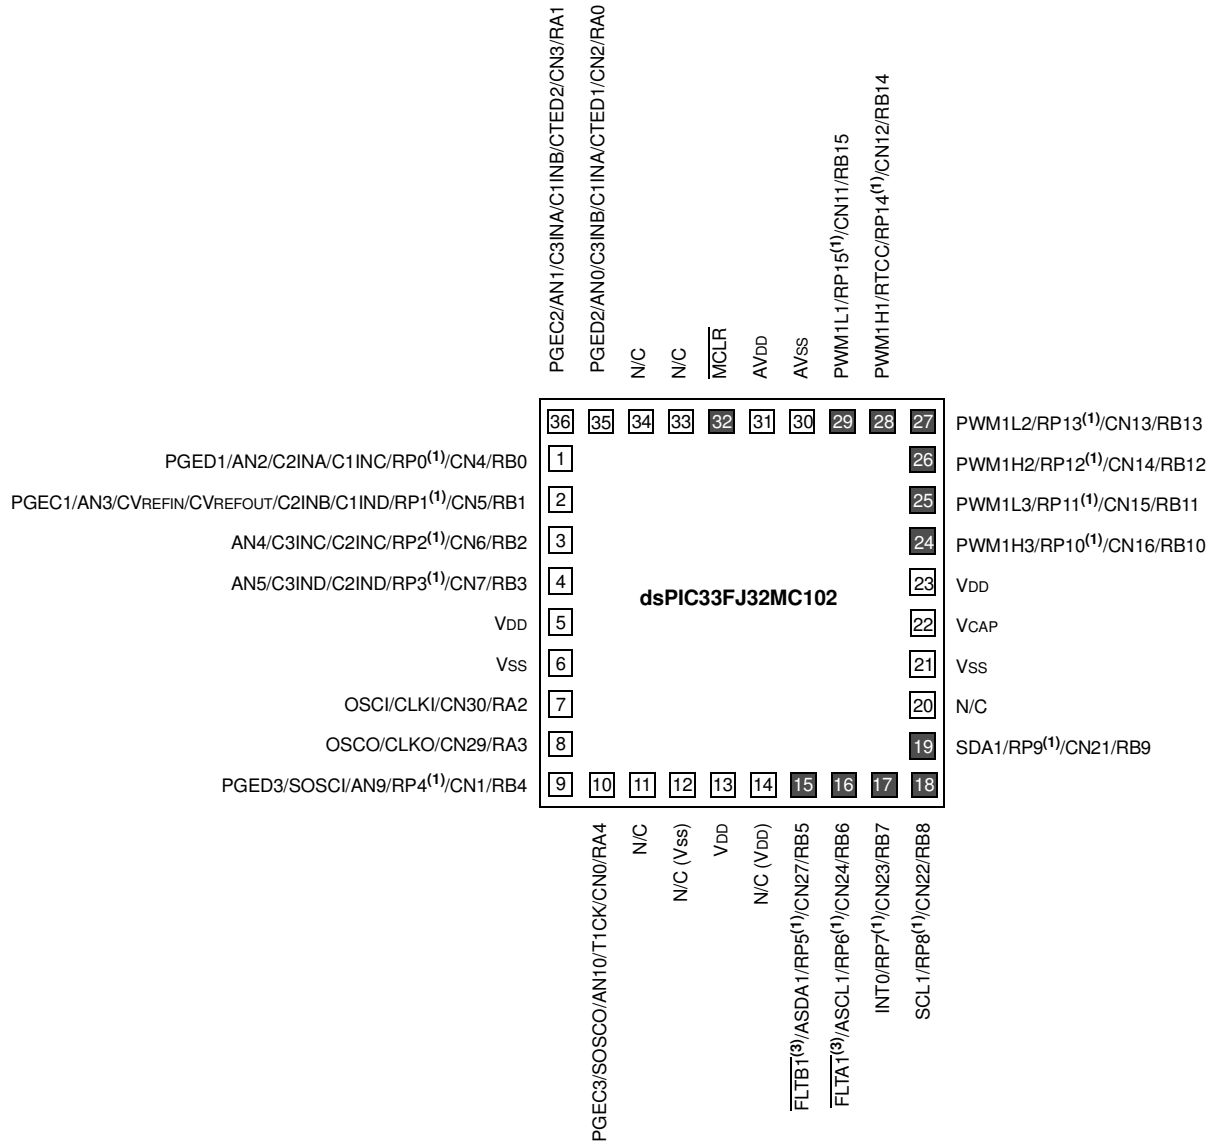 PGEC2/AN1/C3INA/C1INB/CTED2/CN3/RA1
PGED2/AN0/C3INB/C1INA/CTED1/CN2/RA0
N/C
N/C
MCLR
AVDD
AVSS
PWM1L1/RP15(1)/CN11/RB15
PWM1H1/RTCC/RP14(1)/CN12/RB14
36 35 34 33 32 31 30 29 28 27 PWM1L2/RP13(1)/CN13/RB13
PGED1/AN2/C2INA/C1INC/RP0(1)/CN4/RB0 1 26 PWM1H2/RP12(1)/CN14/RB12
PGEC1/AN3/CVREFIN/CVREFOUT/C2INB/C1IND/RP1(1)/CN5/RB1 2 25 PWM1L3/RP11(1)/CN15/RB11
AN4/C3INC/C2INC/RP2(1)/CN6/RB2 3 24 PWM1H3/RP10(1)/CN16/RB10
AN5/C3IND/C2IND/RP3(1)/CN7/RB3 4 23 VDD
dsPIC33FJ32MC102
VDD 5 22 VCAP
VSS 6 21 VSS
OSCI/CLKI/CN30/RA2 7 20 N/C
OSCO/CLKO/CN29/RA3 8 19 SDA1/RP9(1)/CN21/RB9
PGED3/SOSCI/AN9/RP4(1)/CN1/RB4 9 10 11 12 13 14 15 16 17 18
PGEC3/SOSCO/AN10/T1CK/CN0/RA4
N/C
N/C (Vss)
VDD
N/C (VDD)
FLTB1(3)/ASDA1/RP5(1)/CN27/RB5
FLTA1(3)/ASCL1/RP6(1)/CN24/RB6
INT0/RP7(1)/CN23/RB7
SCL1/RP8(1)/CN22/RB8